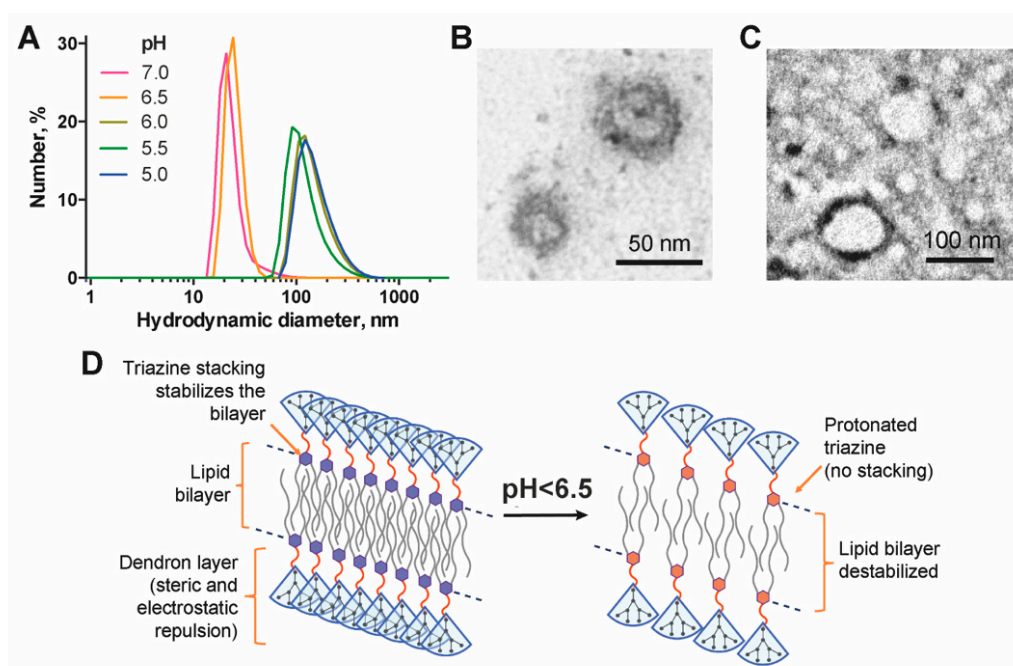 A
pH
7.0
6.5
6.0
5.5
5.0
30
20
10
0
Number, %
1
10
100
1000
Hydrodynamic diameter, nm
B
50 nm
C
100 nm
D
Triazine stacking
stabilizes the
bilayer
Lipid
bilayer
Dendron layer
(steric and
electrostatic
repulsion)
pH<6.5
Protonated
triazine
(no stacking)
Lipid bilayer
destabilized